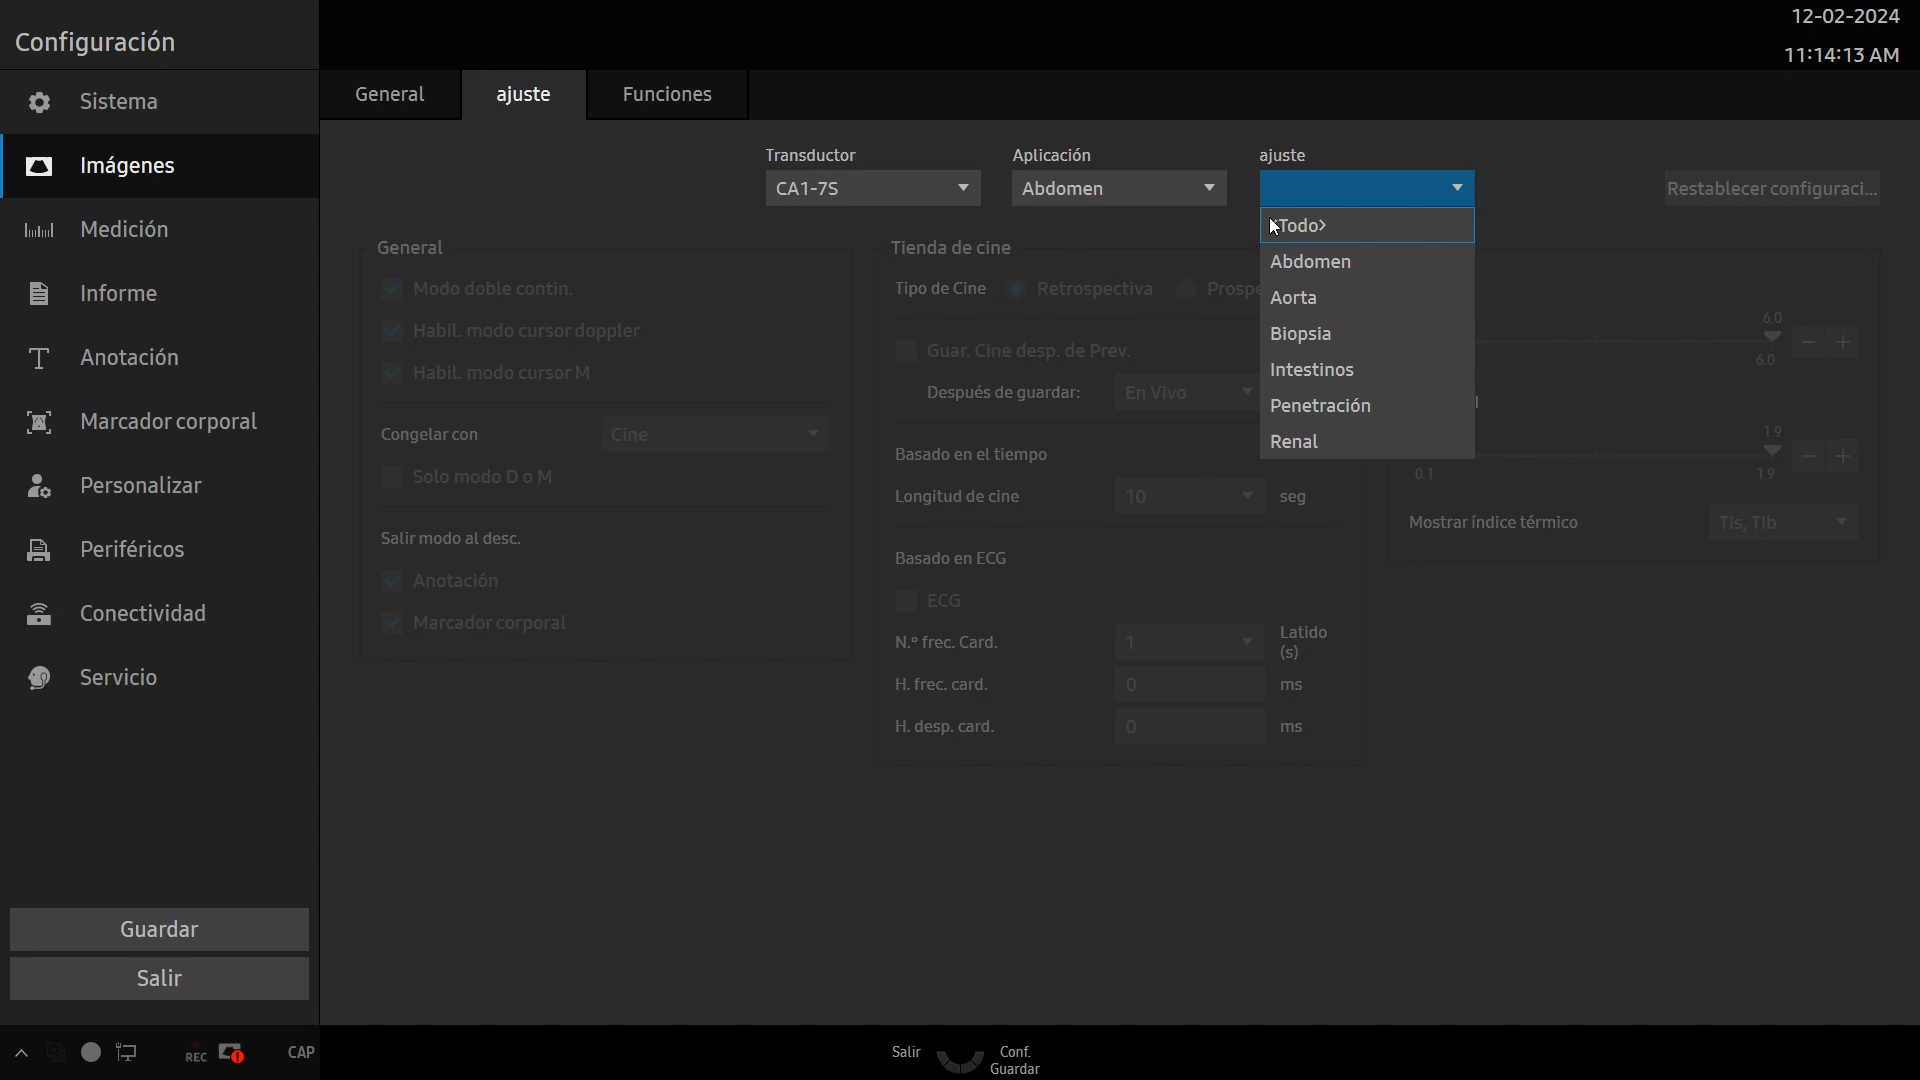 Configuración
12-02-2024
11:14:13 AM
Sistema
Imágenes
Medición
Informe
Anotación
Marcador corporal
Personalizar
Periféricos
Conectividad
Servicio
Guardar
Salir
General
ajuste
Funciones
Transductor
CA1-7S
Aplicación
Abdomen
ajuste
Todo>
Abdomen
Aorta
Biopsia
Intestinos
Penetración
Renal
Restablecer configuraci...
General
Modo doble contin.
Habil. modo cursor doppler
Habil. modo cursor M
Congelar con
Cine
Solo modo D o M
Salir modo al desc.
Anotación
Marcador corporal
Tienda de cine
Tipo de Cine
Retrospectiva
Guar. Cine desp. de Prev.
Después de guardar:
En Vivo
Basado en el tiempo
Longitud de cine
10
seg
Basado en ECG
ECG
N.º frec. Card.
1
Latido
(s)
H. frec. card.
0
ms
H. desp. card.
0
ms
6.0
6.0
1.9
0.1
1.9
Mostrar índice térmico
TIs, TIb
REC
CAP
Salir
Conf.
Guardar